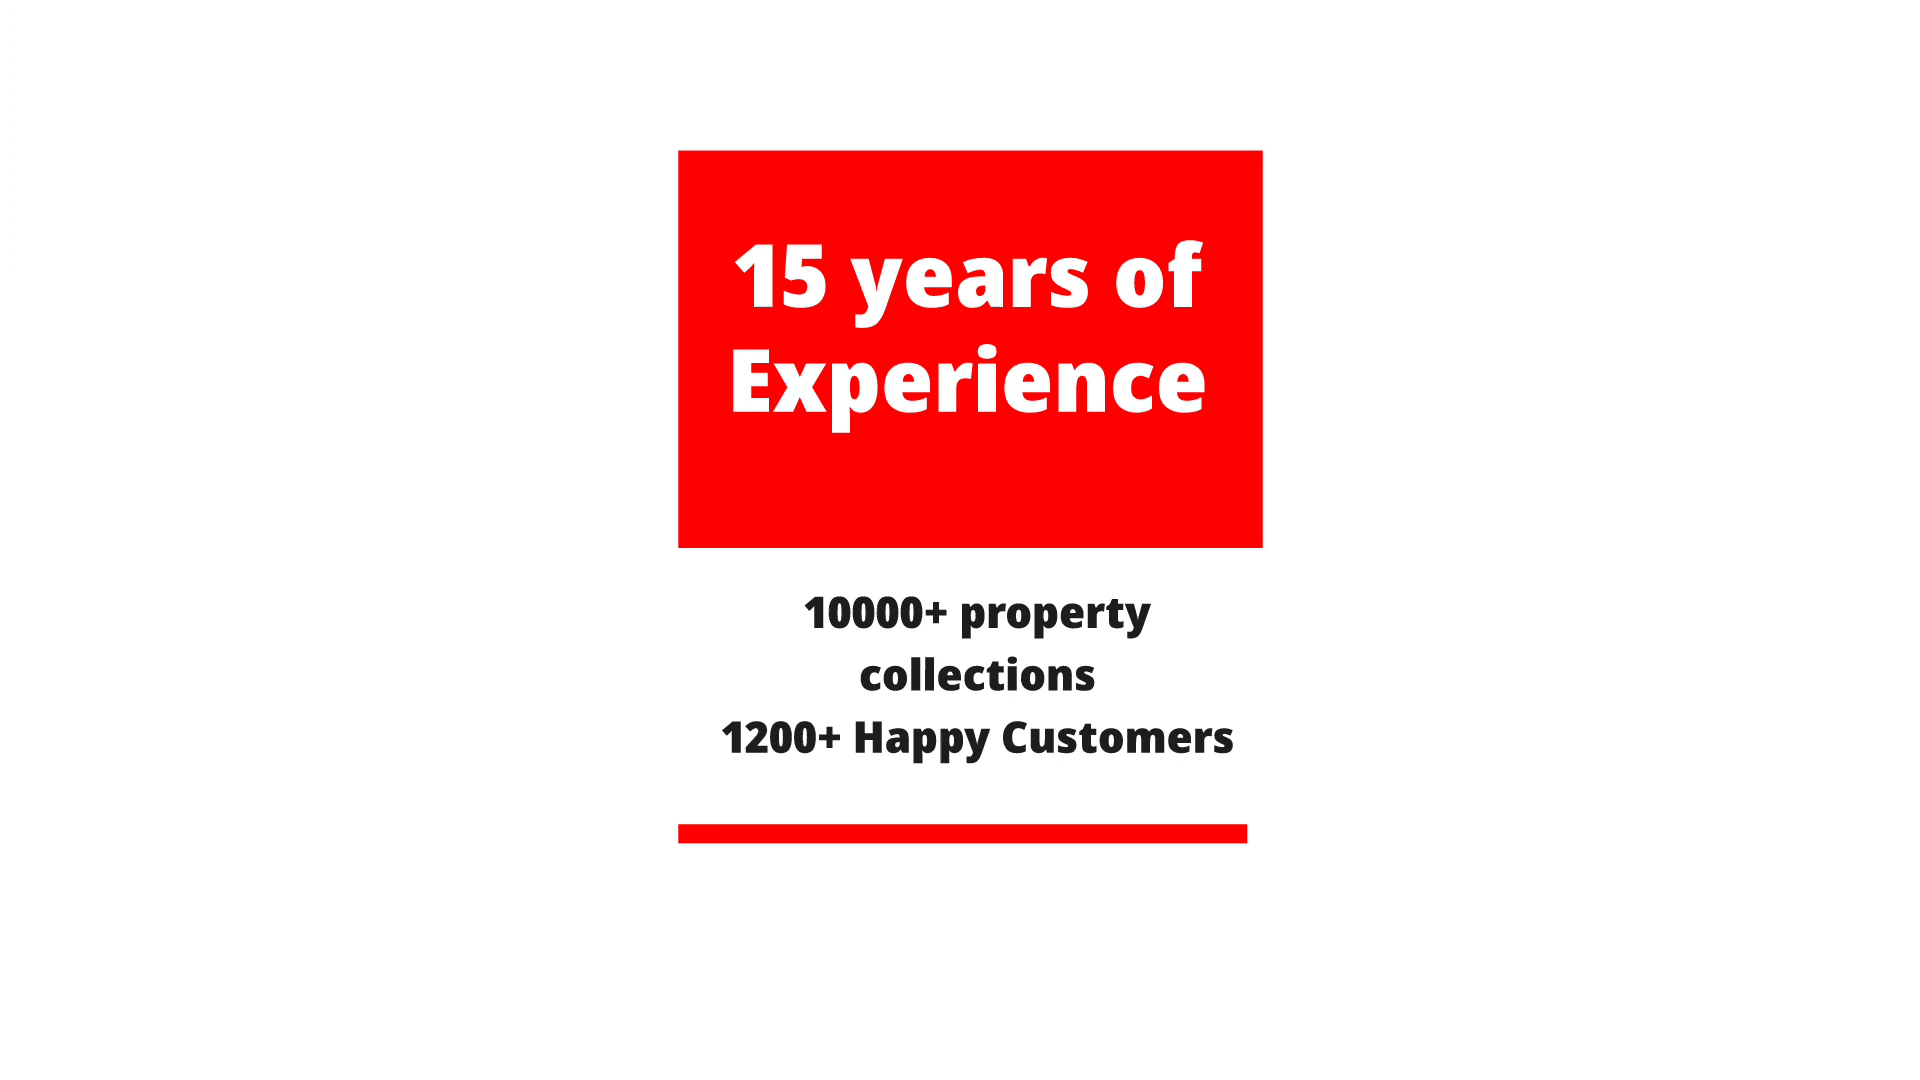 15 years of
Experience
10000+ property
collections
1200+ Happy Customers